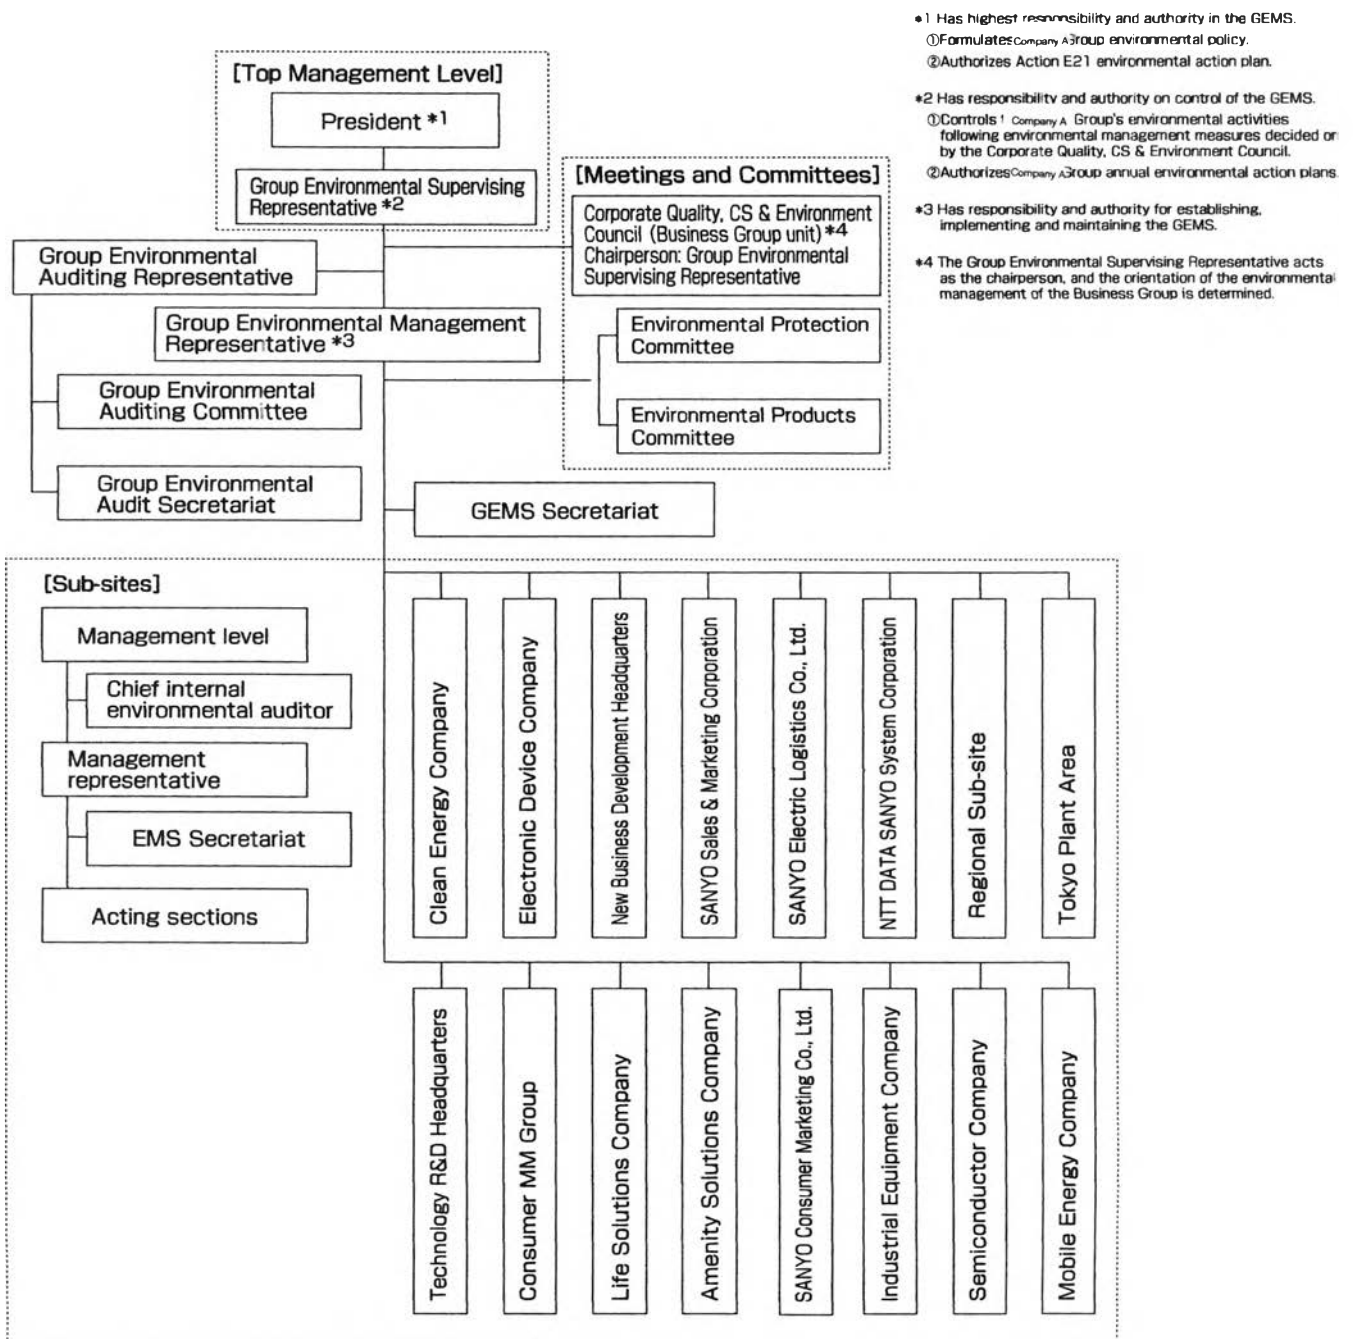 [Top Management Level]
President *1
Group Environmental Supervising
Representative *2
[Meetings and Committees]
Corporate Quality, CS & Environment
Council (Business Group unit) *4
Chairperson: Group Environmental
Supervising Representative
Group Environmental
Auditing Representative
Group Environmental Management
Representative *3
Environmental Protection
Committee
Group Environmental
Auditing Committee
Environmental Products
Committee
Group Environmental
Audit Secretariat
GEMS Secretariat
*1 Has highest responsibility and authority in the GEMS.
①Formulates Company A Group environmental policy.
②Authorizes Action E21 environmental action plan.
*2 Has responsibility and authority on control of the GEMS.
①Controls Company A Group's environmental activities
following environmental management measures decided on
by the Corporate Quality, CS & Environment Council.
②Authorizes Company A Group annual environmental action plans.
*3 Has responsibility and authority for establishing,
implementing and maintaining the GEMS.
*4 The Group Environmental Supervising Representative acts
as the chairperson, and the orientation of the environmental
management of the Business Group is determined.
[Sub-sites]
Management level
Chief internal
environmental auditor
Management
representative
EMS Secretariat
Acting sections
Clean Energy Company
Electronic Device Company
New Business Development Headquarters
SANYO Sales & Marketing Corporation
SANYO Electric Logistics Co., Ltd.
NTT DATA SANYO System Corporation
Regional Sub-site
Tokyo Plant Area
Technology R&D Headquarters
Consumer MM Group
Life Solutions Company
Amenity Solutions Company
SANYO Consumer Marketing Co., Ltd.
Industrial Equipment Company
Semiconductor Company
Mobile Energy Company